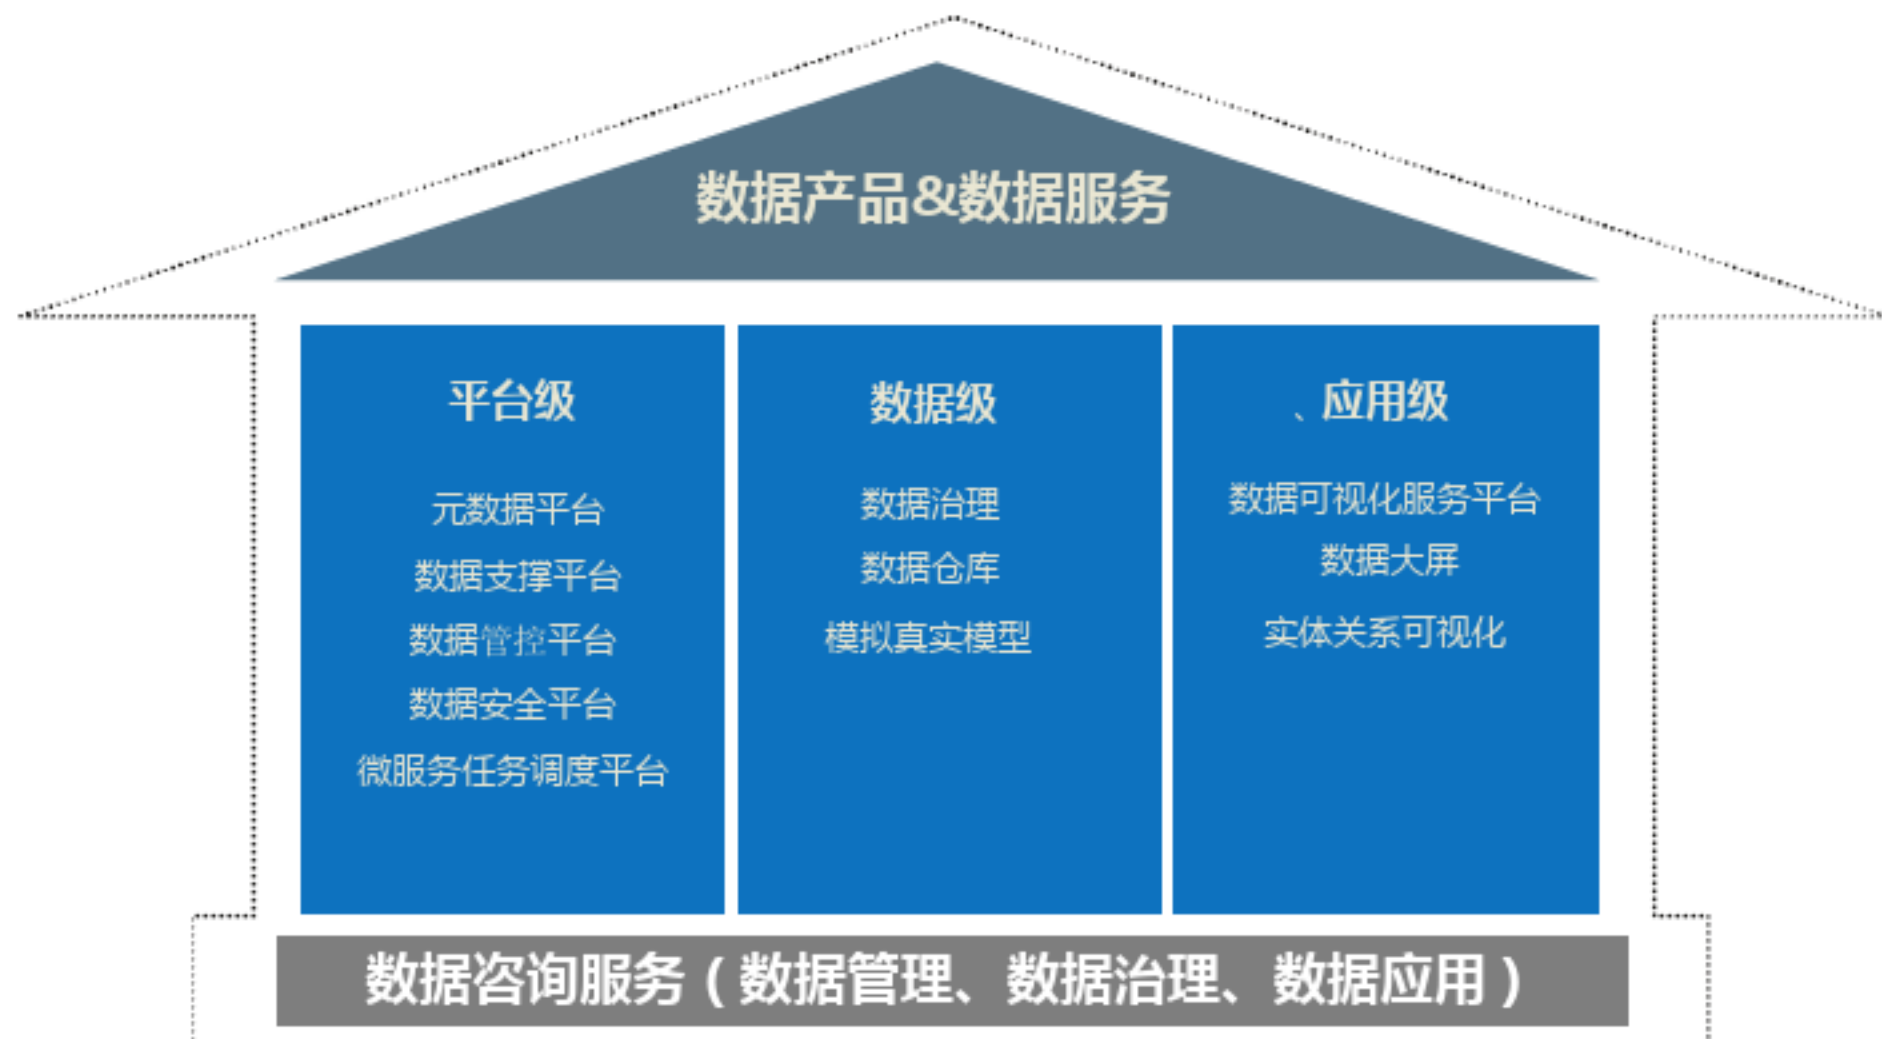 数据产品&数据服务
平台级
元数据平台
数据支撑平台
数据管控平台
数据安全平台
微服务任务调度平台
数据级
数据治理
数据仓库
模拟真实模型
、应用级
数据可视化服务平台
数据大屏
实体关系可视化
数据咨询服务（数据管理、数据治理、数据应用）